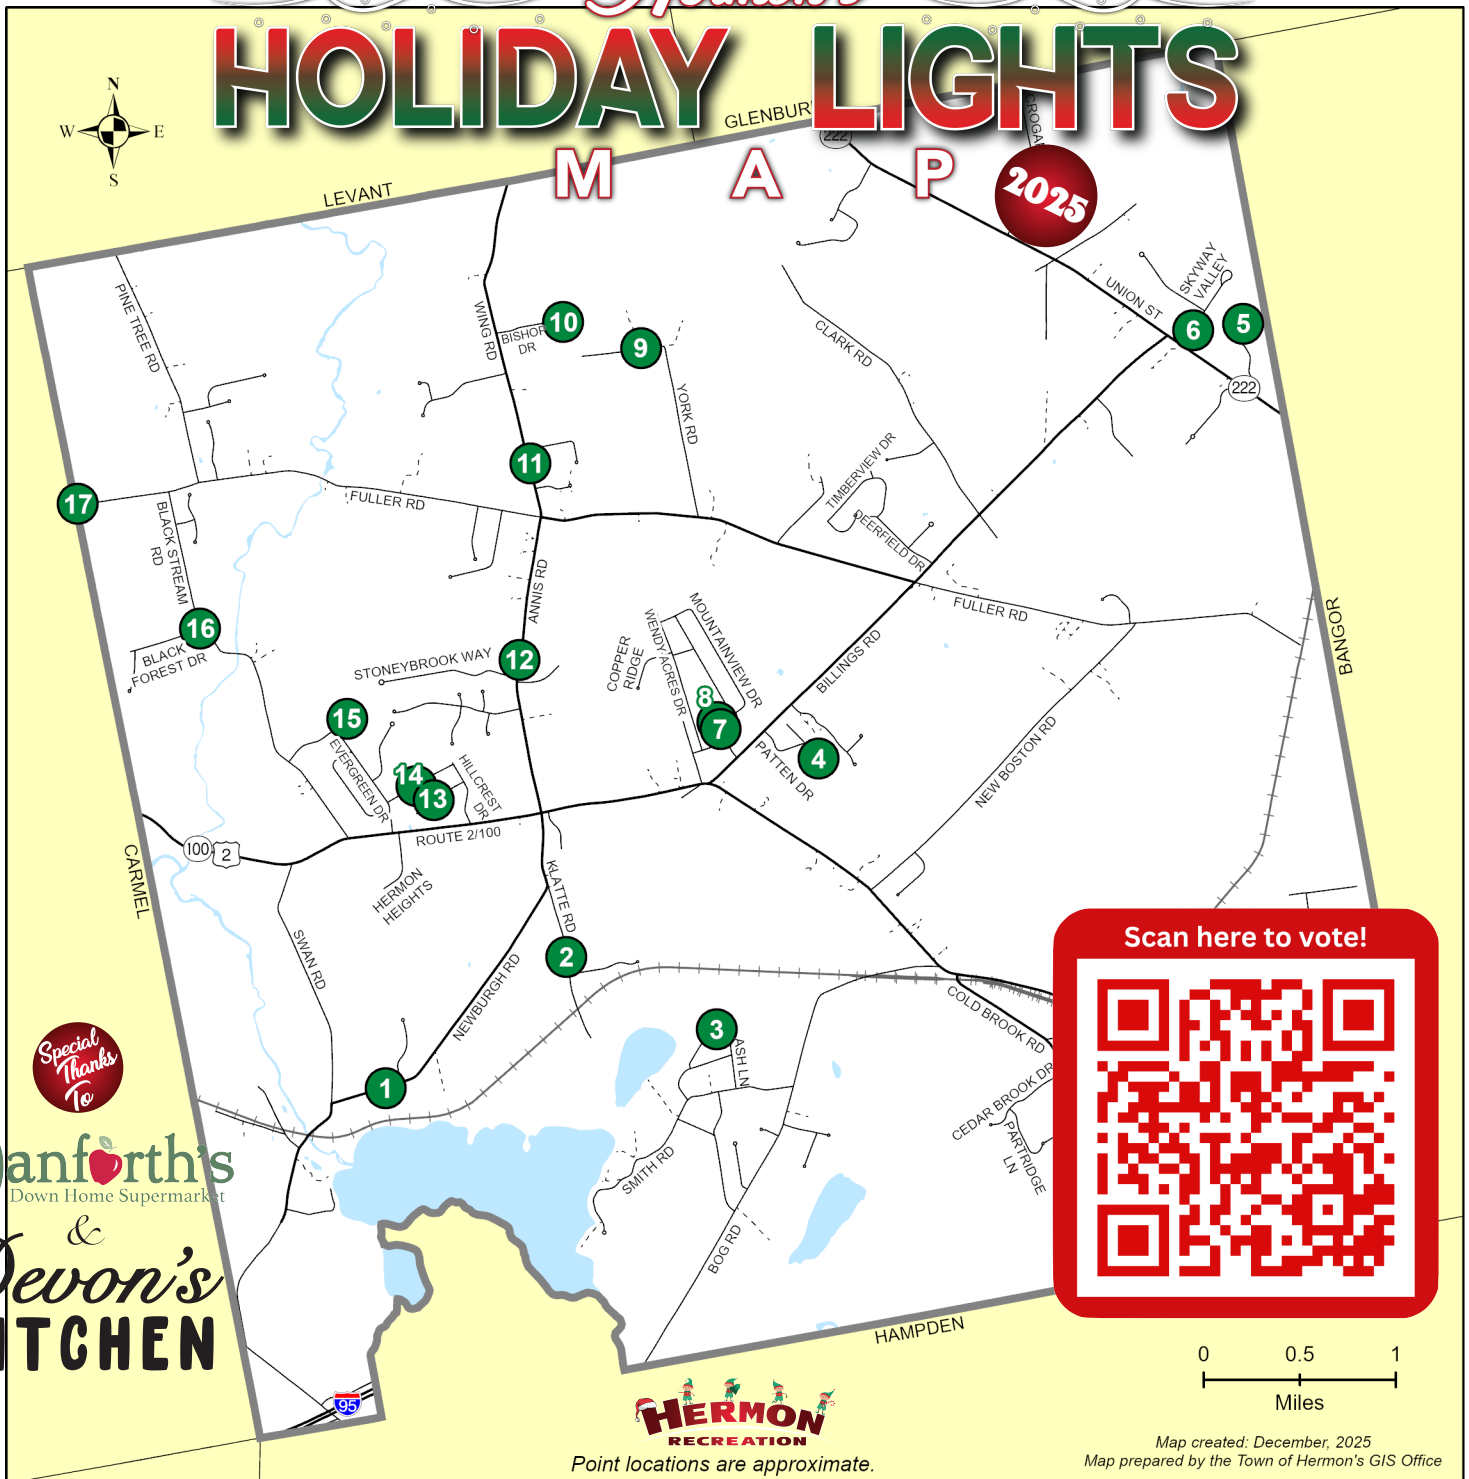 HOLIDAY LIGHTS
MAP
2025
N
W E
S
LEVANT
222
PINE TREE RD
WING RD
BISHOP DR
10
9
YORK RD
CLARK RD
UNION ST
SKYWAY VALLEY
6
5
222
11
17
FULLER RD
BLACK STREAM RD
TIMBERVIEW DR
DEERFIELD DR
ANNIS RD
FULLER RD
BANGOR
16
BLACK FOREST DR
STONEYBROOK WAY
12
COPPER RIDGE
WENDY ACRES DR
MOUNTAINVIEW DR
BILLINGS RD
8
7
15
EVERGREEN DR
14
13
HILLCREST DR
PATTEN DR
4
NEW BOSTON RD
ROUTE 2/100
100
2
CARMEL
HERMON HEIGHTS
KLATTE RD
SWAN RD
2
NEWBURGH RD
Scan here to vote!
COLD BROOK RD
3
ASH LN
1
CEDAR BROOK DR
PARTRIDGE LN
SMITH RD
BOG RD
HAMPDEN
Special
Thanks
To
anforth's
Down Home Supermarket
&
Devon's
ITCHEN
95
0 0.5 1
Miles
HERMON
RECREATION
Point locations are approximate.
Map created: December, 2025
Map prepared by the Town of Hermon's GIS Office